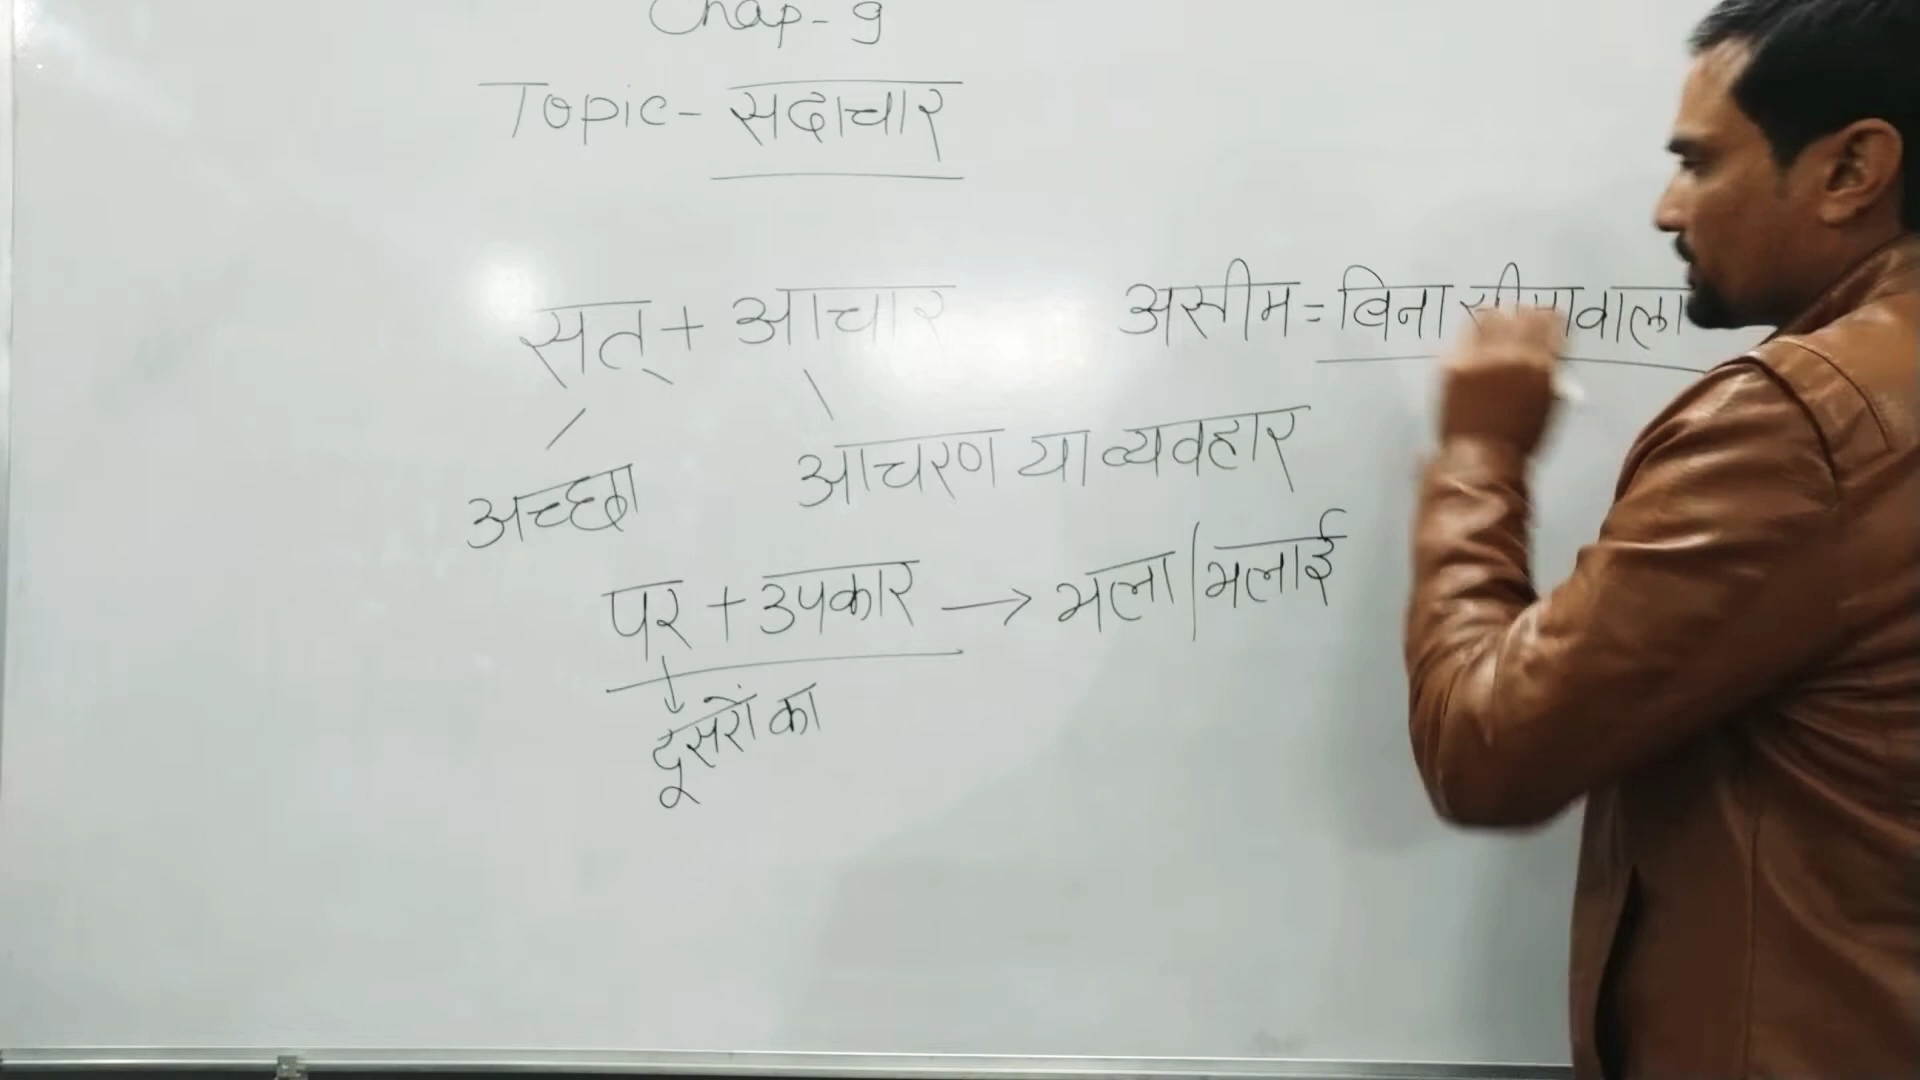 Chap - 9
Topic - सदाचार
सत् + आचार
असीम = बिना सीमावाला
अच्छा
आचरण या व्यवहार
पर + उपकार → भला | भलाई
दूसरों का